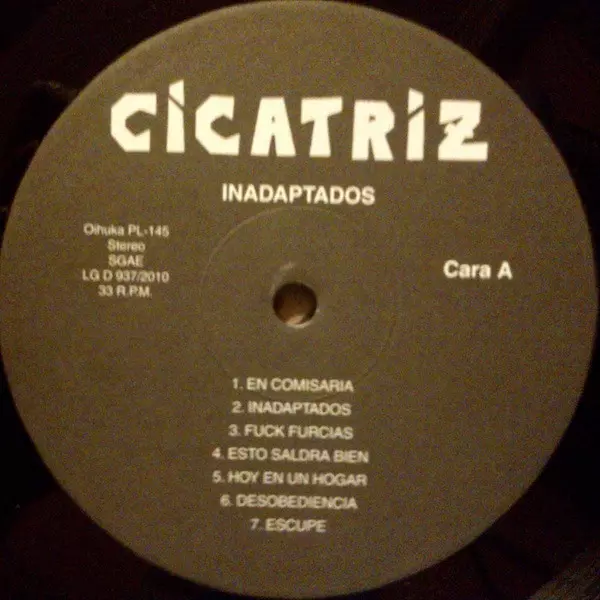 CICATRIZ
INADAPTADOS
Oihuka PL-145
Stereo
SGAE
LG D 937/2010
33 R.P.M.
Cara A
1. EN COMISARIA
2. INADAPTADOS
3. FUCK FURCIAS
4. ESTO SALDRA BIEN
5. HOY EN UN HOGAR
6. DESOBEDIENCIA
7. ESCUPE